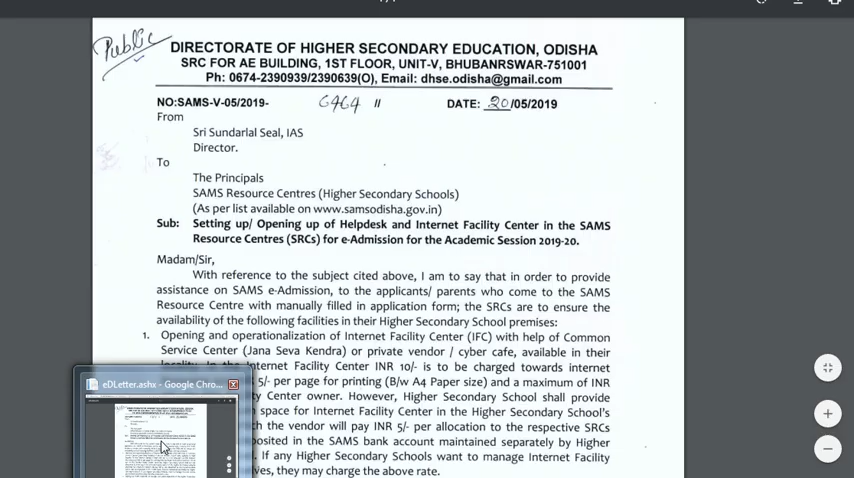 Public
DIRECTORATE OF HIGHER SECONDARY EDUCATION, ODISHA
SRC FOR AE BUILDING, 1ST FLOOR, UNIT-V, BHUBANRSWAR-751001
Ph: 0674-2390939/2390639(O), Email: dhse.odisha@gmail.com
NO:SAMS-V-05/2019- 6464 // DATE: 20/05/2019
From
Sri Sundarlal Seal, IAS
Director.
To
The Principals
SAMS Resource Centres (Higher Secondary Schools)
(As per list available on www.samsodisha.gov.in)
Sub: Setting up/ Opening up of Helpdesk and Internet Facility Center in the SAMS
Resource Centres (SRCs) for e-Admission for the Academic Session 2019-20.
Madam/Sir,
With reference to the subject cited above, I am to say that in order to provide
assistance on SAMS e-Admission, to the applicants/ parents who come to the SAMS
Resource Centre with manually filled in application form; the SRCs are to ensure the
availability of the following facilities in their Higher Secondary School premises:
1. Opening and operationalization of Internet Facility Center (IFC) with help of Common
Service Center (Jana Seva Kendra) or private vendor / cyber cafe, available in their
Internet Facility Center INR 10/- is to be charged towards internet
5/- per page for printing (B/w A4 Paper size) and a maximum of INR
Center owner. However, Higher Secondary School shall provide
space for Internet Facility Center in the Higher Secondary School's
the vendor will pay INR 5/- per allocation to the respective SRCs
in the SAMS bank account maintained separately by Higher
If any Higher Secondary Schools want to manage Internet Facility
they may charge the above rate.
eDLetter.ashx - Google Chro...